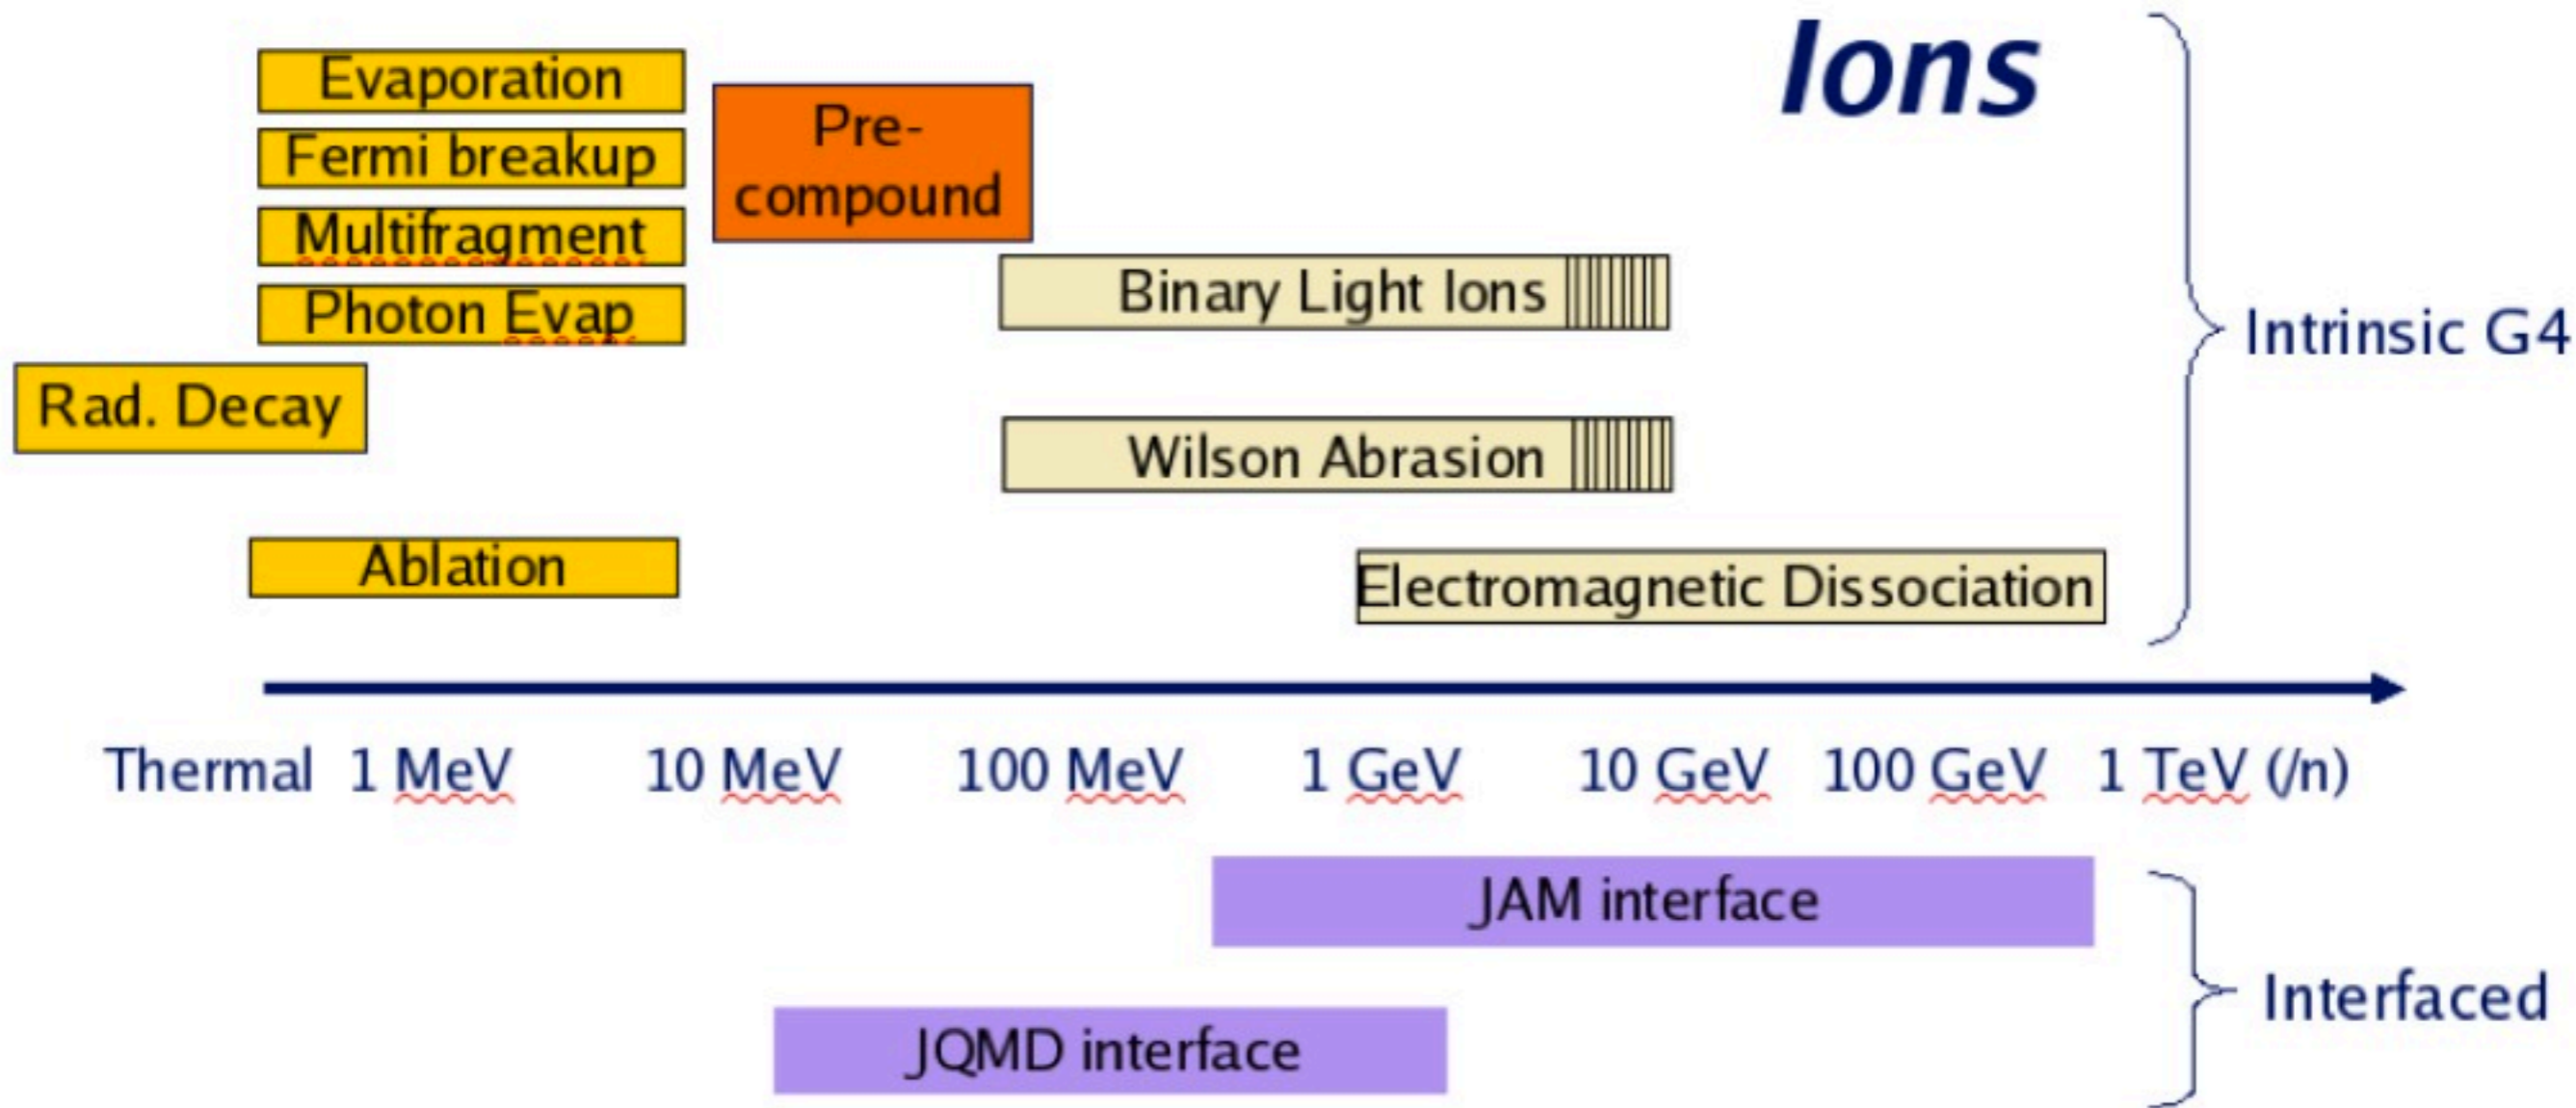 Ions
Evaporation
Fermi breakup
Multifragment
Photon Evap
Pre-
compound
Binary Light Ions
Intrinsic G4
Rad. Decay
Wilson Abrasion
Ablation
Electromagnetic Dissociation
Thermal 1 MeV 10 MeV 100 MeV 1 GeV 10 GeV 100 GeV 1 TeV (/n)
JAM interface
Interfaced
JQMD interface